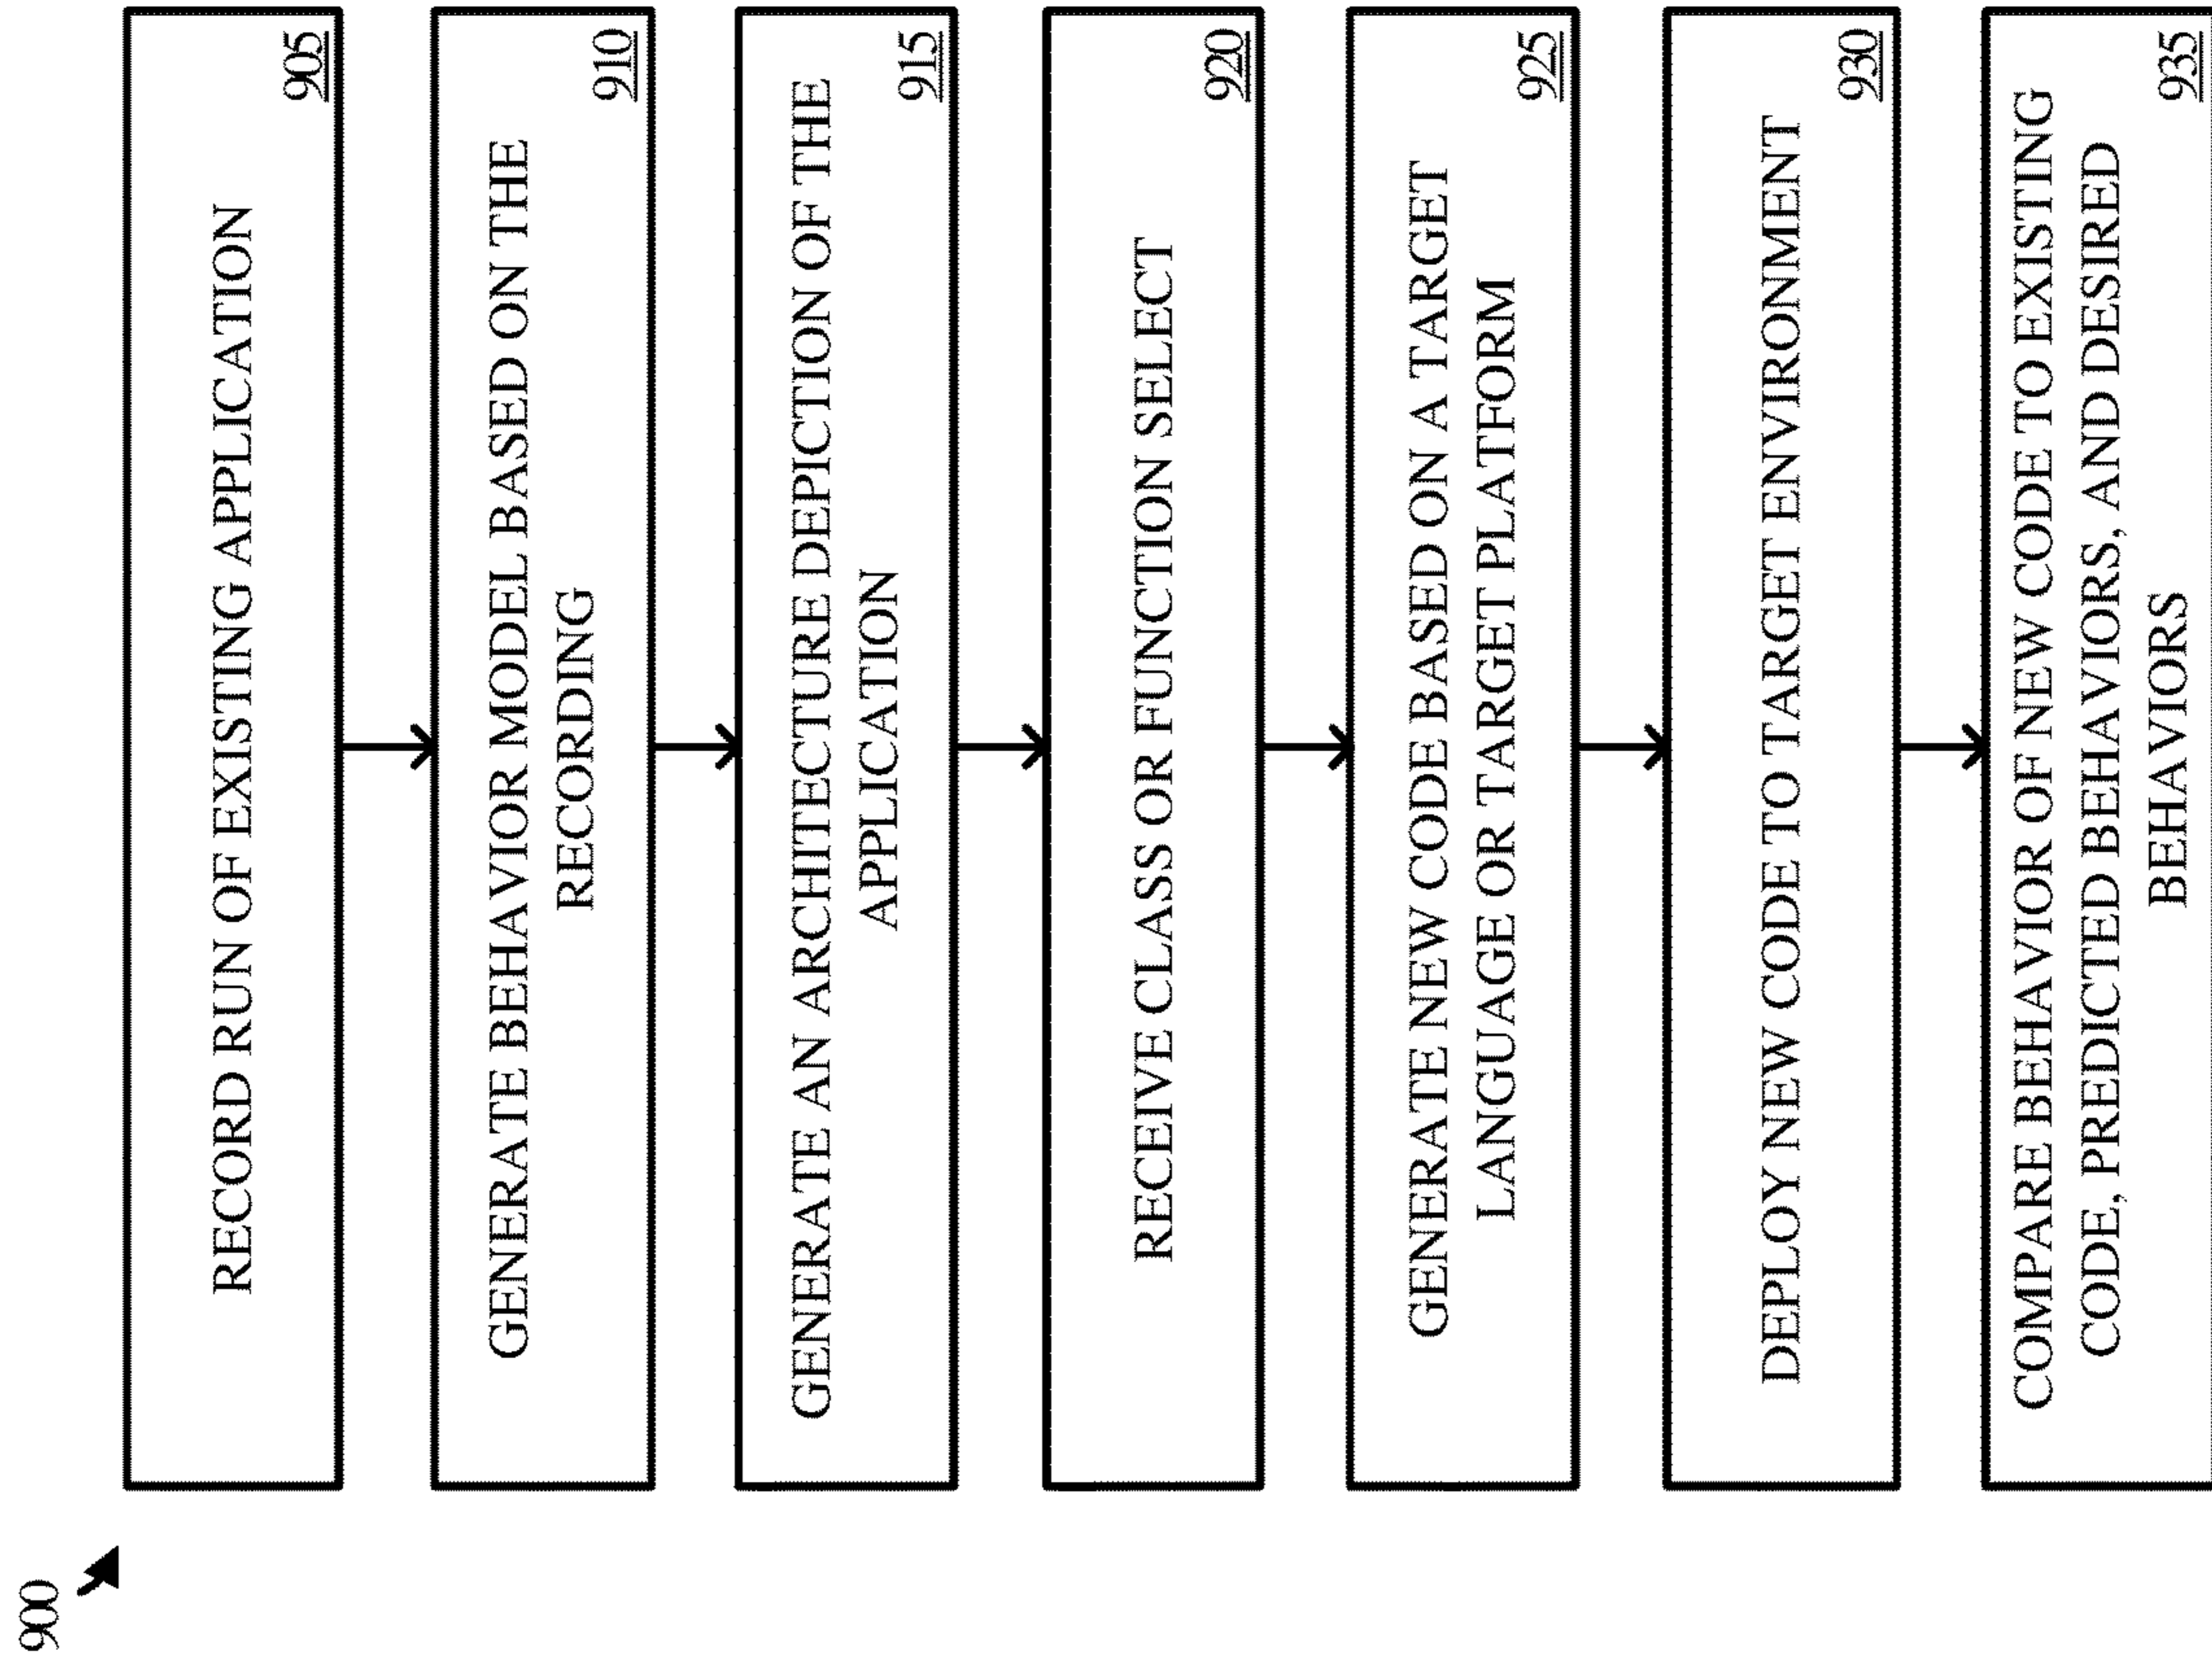 900
RECORD RUN OF EXISTING APPLICATION
905
GENERATE BEHAVIOR MODEL BASED ON THE
RECORDING
910
GENERATE AN ARCHITECTURE DEPICTION OF THE
APPLICATION
915
RECEIVE CLASS OR FUNCTION SELECT
920
GENERATE NEW CODE BASED ON A TARGET
LANGUAGE OR TARGET PLATFORM
925
DEPLOY NEW CODE TO TARGET ENVIRONMENT
930
COMPARE BEHAVIOR OF NEW CODE TO EXISTING
CODE, PREDICTED BEHAVIORS, AND DESIRED
BEHAVIORS
935